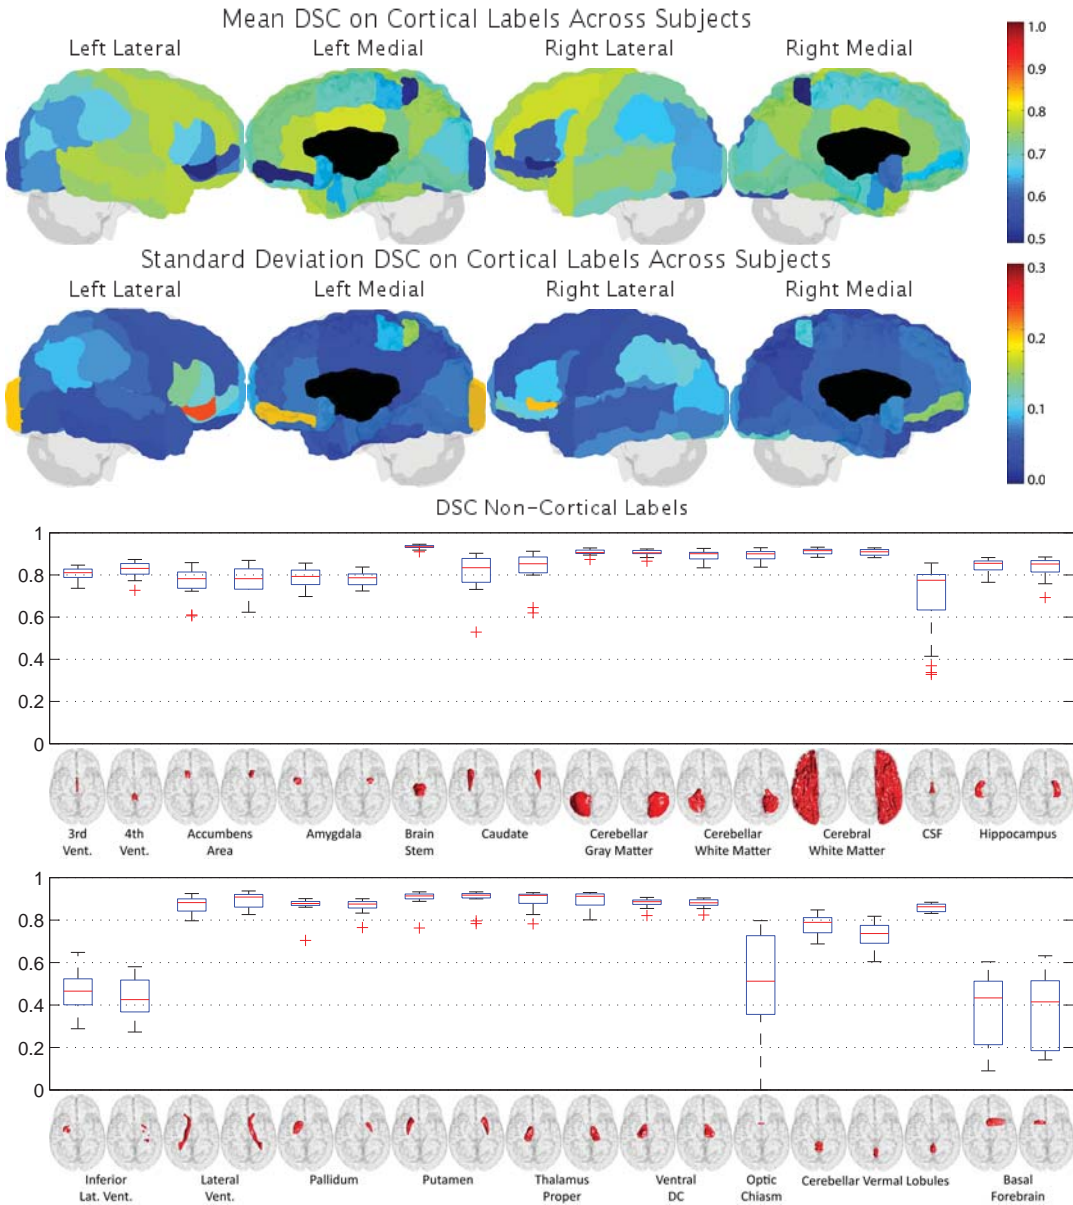 Mean DSC on Cortical Labels Across Subjects
Left Lateral Left Medial Right Lateral Right Medial
1.0
0.9
0.8
0.7
0.6
0.5
Standard Deviation DSC on Cortical Labels Across Subjects
Left Lateral Left Medial Right Lateral Right Medial
0.3
0.2
0.1
0.0
DSC Non-Cortical Labels
1
0.8
0.6
0.4
0.2
0
3rd Vent.
4th Vent.
Accumbens Area
Amygdala
Brain Stem
Caudate
Cerebellar Gray Matter
Cerebellar White Matter
Cerebral White Matter
CSF
Hippocampus
1
0.8
0.6
0.4
0.2
0
Inferior Lat. Vent.
Lateral Vent.
Pallidum
Putamen
Thalamus Proper
Ventral DC
Optic Chiasm
Cerebellar Vermal Lobules
Basal Forebrain